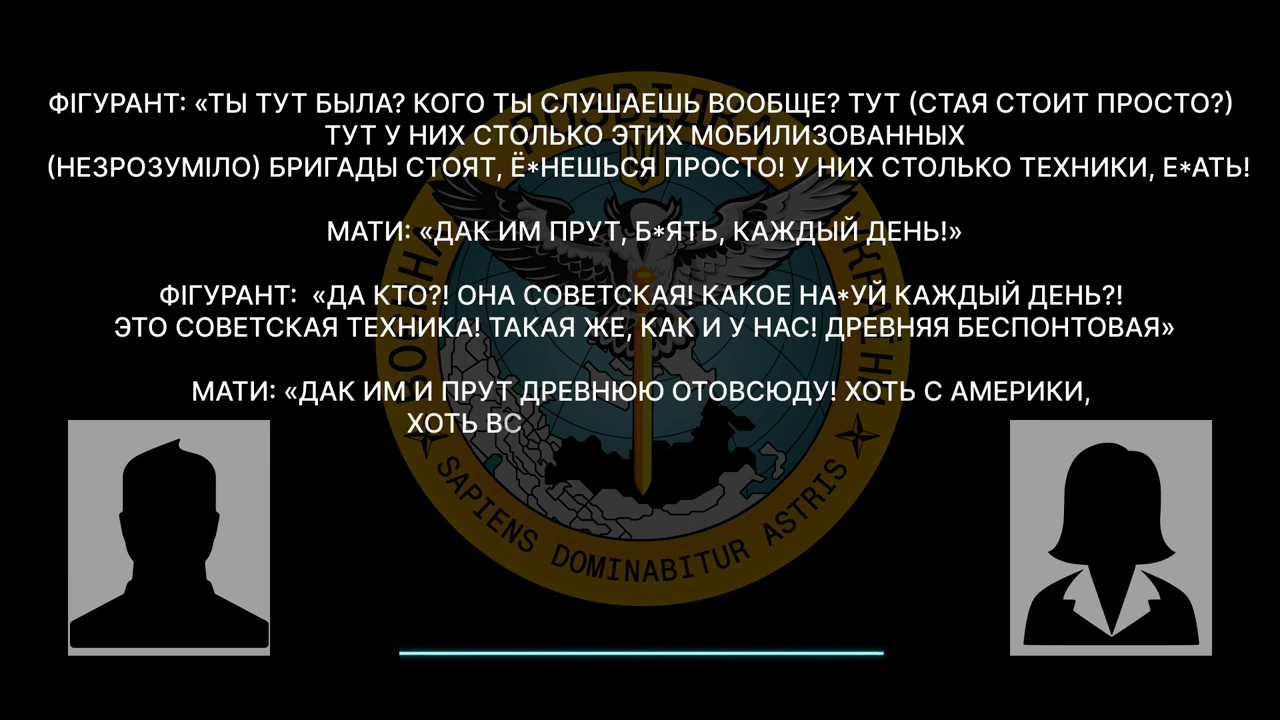 ФІГУРАНТ: «ТЫ ТУТ БЫЛА? КОГО ТЫ СЛУШАЕШЬ ВООБЩЕ? ТУТ (СТАЯ СТОИТ ПРОСТО?)
ТУТ У НИХ СТОЛЬКО ЭТИХ МОБИЛИЗОВАННЫХ
(НЕЗРОЗУМІЛО) БРИГАДЫ СТОЯТ, Ё*НЕШЬСЯ ПРОСТО! У НИХ СТОЛЬКО ТЕХНИКИ, Е*АТЬ!
МАТИ: «ДАК ИМ ПРУТ, Б*ЯТЬ, КАЖДЫЙ ДЕНЬ!»
ФІГУРАНТ: «ДА КТО?! ОНА СОВЕТСКАЯ! КАКОЕ НА*УЙ КАЖДЫЙ ДЕНЬ?!
ЭТО СОВЕТСКАЯ ТЕХНИКА! ТАКАЯ ЖЕ, КАК И У НАС! ДРЕВНЯЯ БЕСПОНТОВАЯ»
МАТИ: «ДАК ИМ И ПРУТ ДРЕВНЮЮ ОТОВСЮДУ! ХОТЬ С АМЕРИКИ,
ХОТЬ ВС
SAPIENS DOMINABITUR ASTRIS